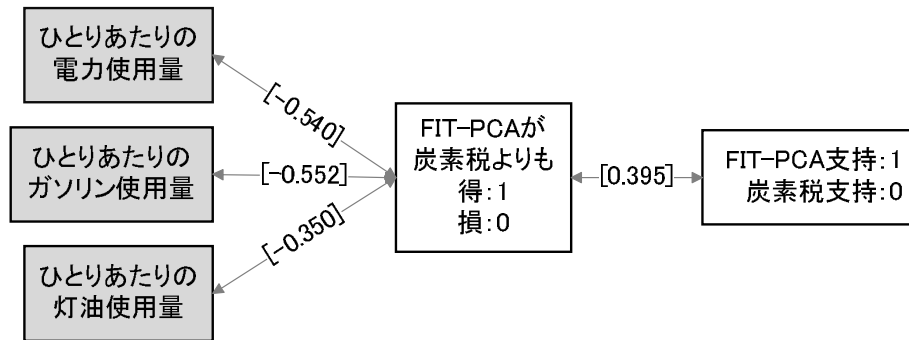 ひとりあたりの
電力使用量
[-0.540]
ひとりあたりの
ガソリン使用量
[-0.552]
ひとりあたりの
灯油使用量
[-0.350]
FIT-PCAが
炭素税よりも
得:1
損:0
[0.395]
FIT-PCA支持:1
炭素税支持:0